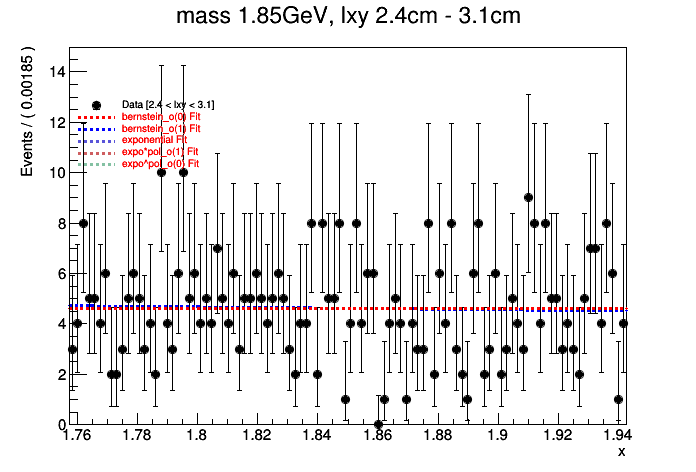 mass 1.85GeV, lxy 2.4cm - 3.1cm
Events / ( 0.00185 )
14
12
10
8
6
4
2
0
Data [2.4 < lxy < 3.1]
bernstein_o(0) Fit
bernstein_o(1) Fit
exponential Fit
expo*pol_o(1) Fit
expo^pol_o(0) Fit
1.76 1.78 1.8 1.82 1.84 1.86 1.88 1.9 1.92 1.94
x